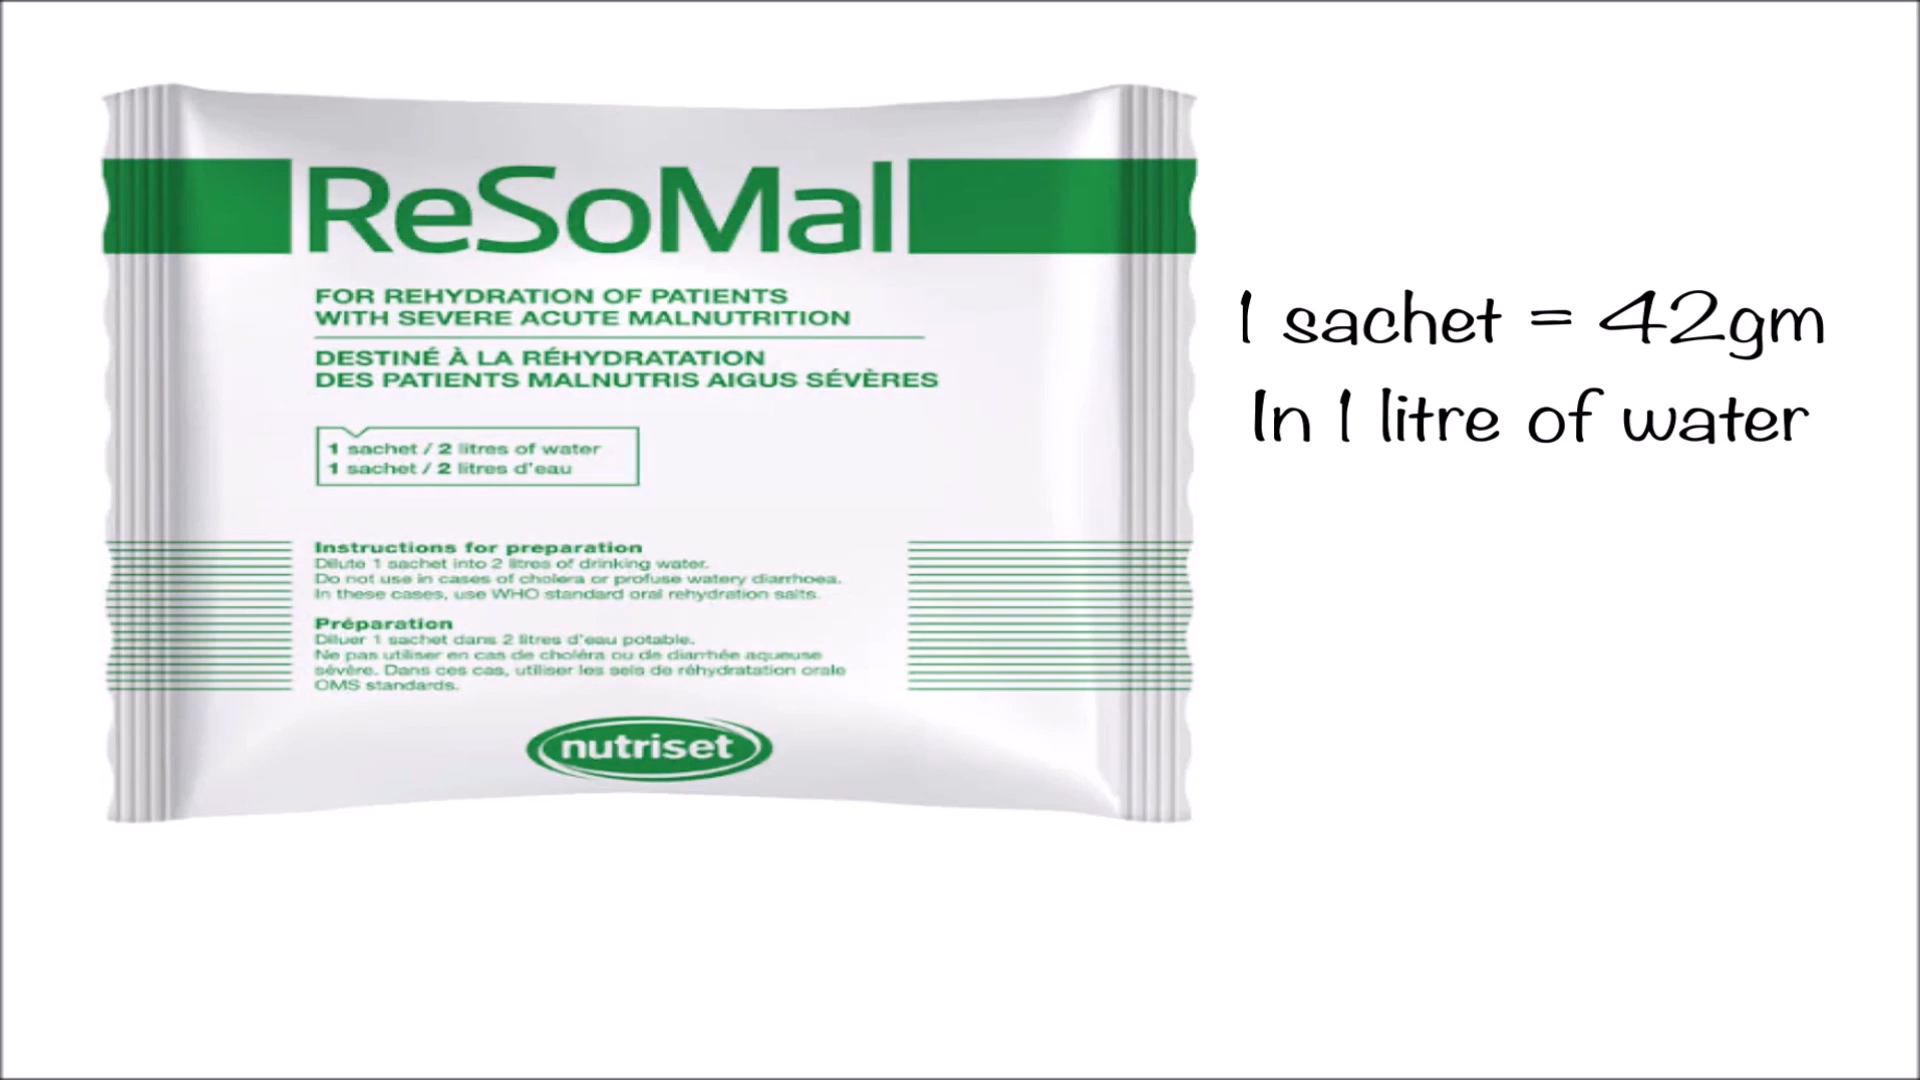 ReSoMal
FOR REHYDRATION OF PATIENTS
WITH SEVERE ACUTE MALNUTRITION
DESTINÉ À LA RÉHYDRATATION
DES PATIENTS MALNUTRIS AIGUS SÉVÈRES
1 sachet / 2 litres of water
1 sachet / 2 litres d'eau
Instructions for preparation
Dilute 1 sachet into 2 litres of drinking water.
Do not use in cases of cholera or profuse watery diarrhoea.
In these cases, use WHO standard oral rehydration salts.
Préparation
Diluer 1 sachet dans 2 litres d'eau potable.
Ne pas utiliser en cas de choléra ou de diarrhée aqueuse
sévère. Dans ces cas, utiliser les sels de réhydratation orale
OMS standards.
nutriset
1 sachet = 42gm
In 1 litre of water